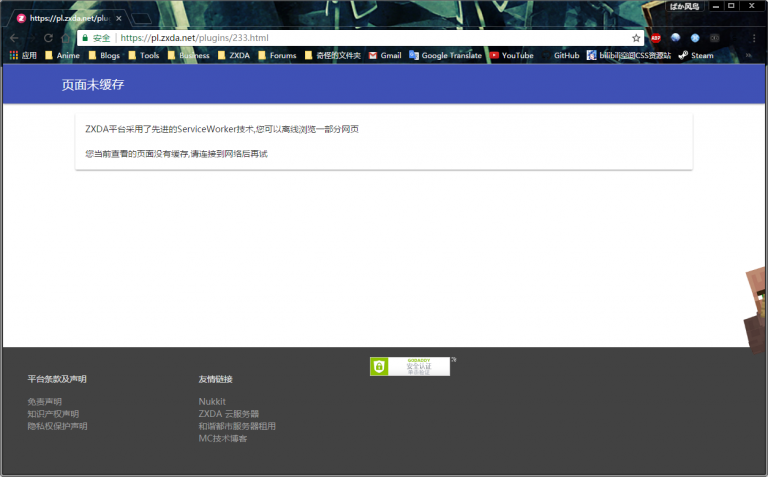 ばか风鸟
https://pl.zxda.net/plu
安全 https://pl.zxda.net/plugins/233.html
应用 Anime Blogs Tools Business ZXDA Forums 奇怪的文件夹 Gmail Google Translate YouTube GitHub bilibili空间CSS资源站 Steam
页面未缓存
ZXDA平台采用了先进的ServiceWorker技术,您可以离线浏览一部分网页
您当前查看的页面没有缓存,请连接到网络后再试
平台条款及声明
免责声明
知识产权声明
隐私权保护声明
友情链接
Nukkit
ZXDA 云服务器
和谐都市服务器租用
MC技术博客
GODADDY
安全认证